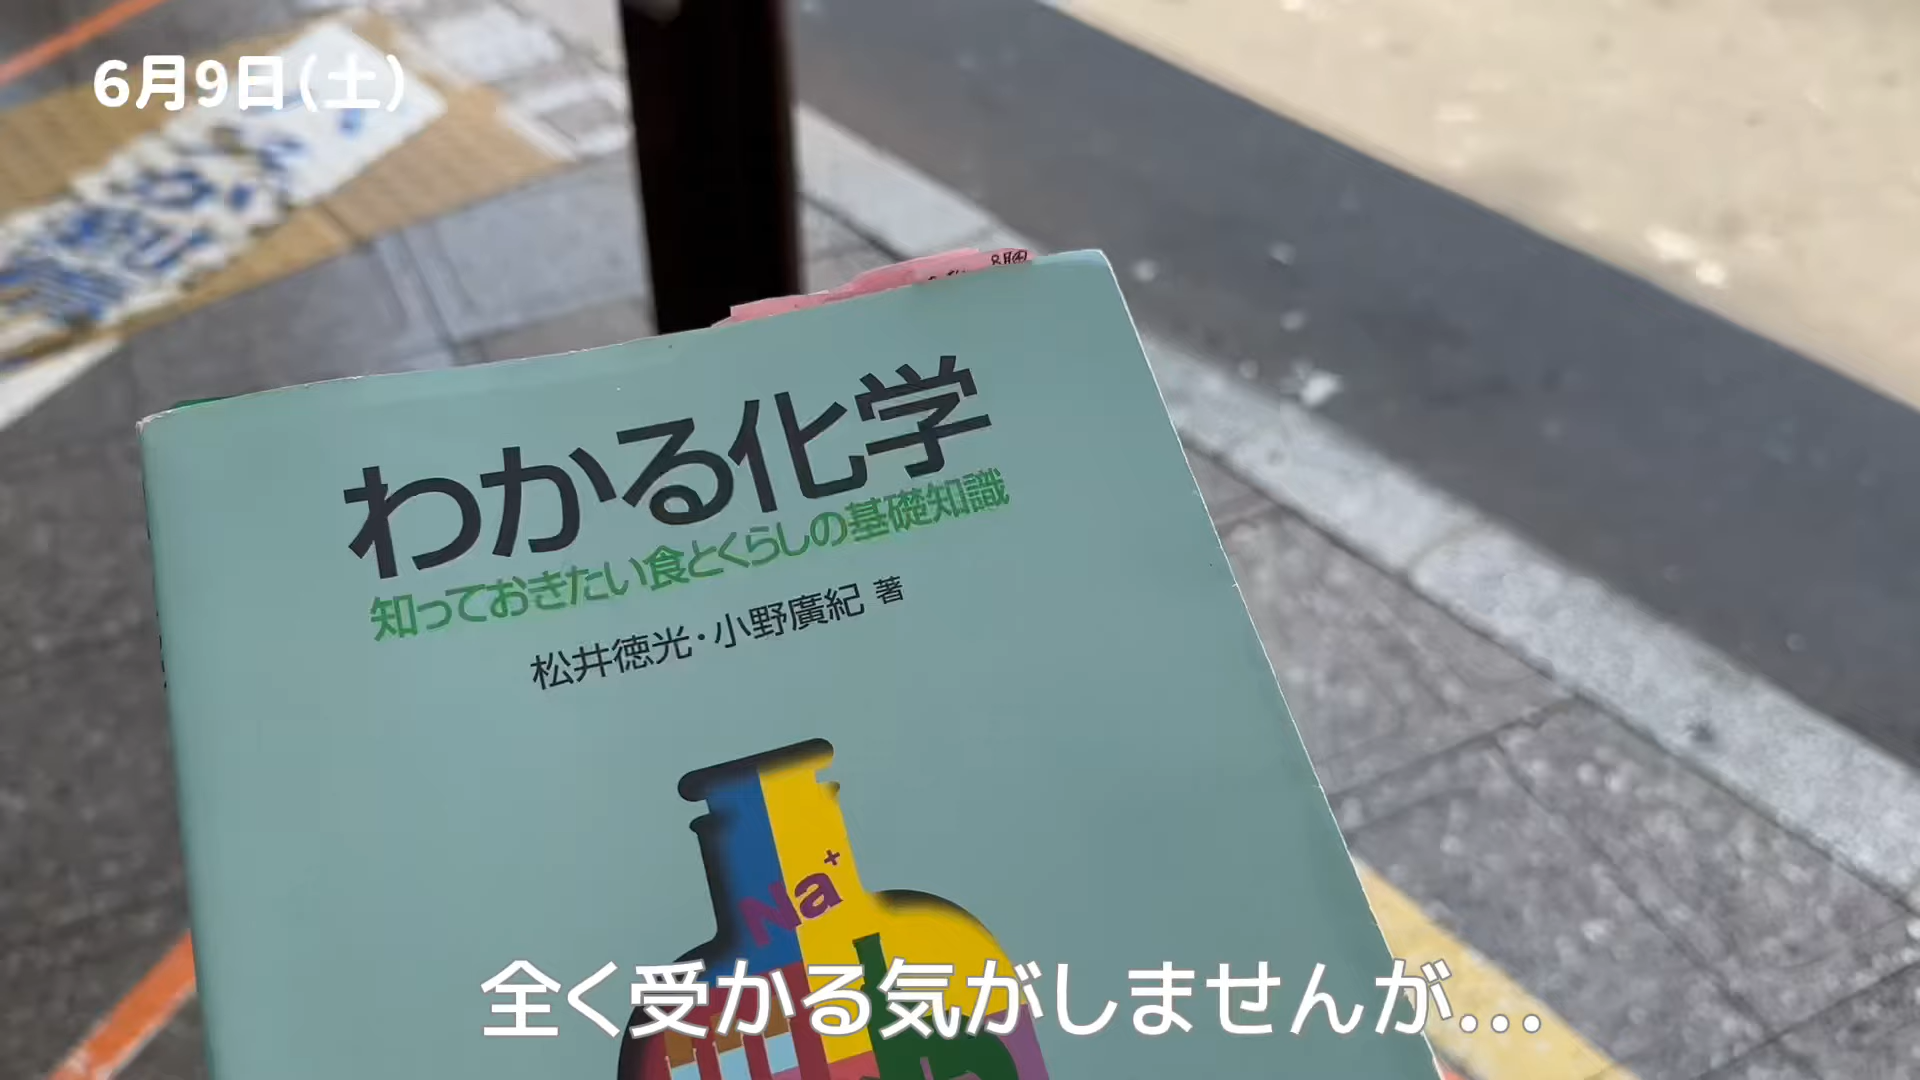 6月9日(土)
わかる化学
知っておきたい食とくらしの基礎知識
松井徳光・小野廣紀 著
Na+
全く受かる気がしませんが...